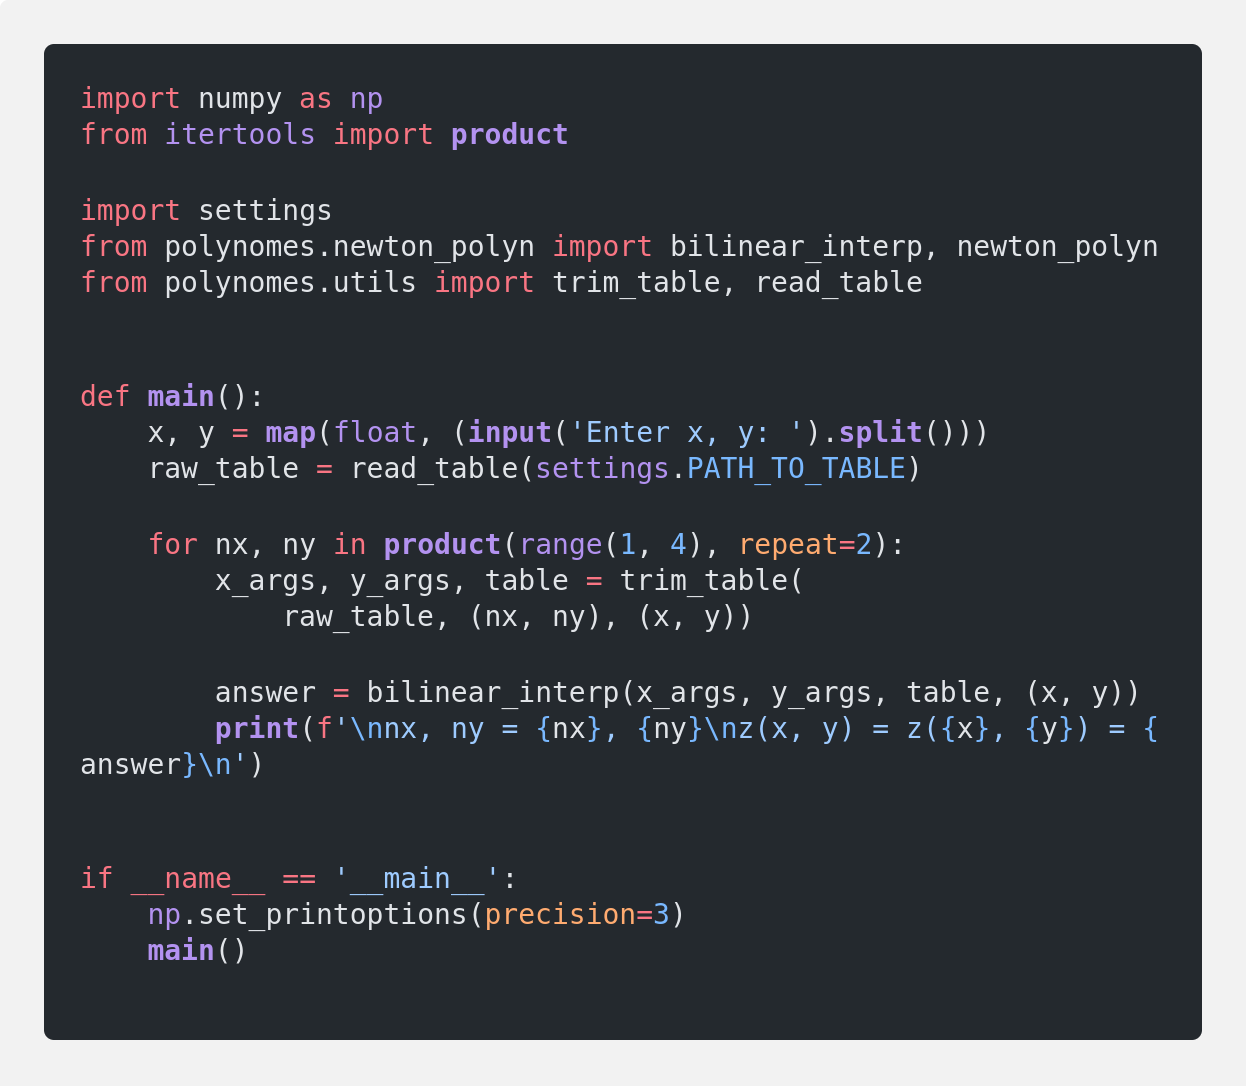 import numpy as np
from itertools import product

import settings
from polynomes.newton_polyn import bilinear_interp, newton_polyn
from polynomes.utils import trim_table, read_table


def main():
    x, y = map(float, (input('Enter x, y: ').split()))
    raw_table = read_table(settings.PATH_TO_TABLE)

    for nx, ny in product(range(1, 4), repeat=2):
        x_args, y_args, table = trim_table(
            raw_table, (nx, ny), (x, y))

        answer = bilinear_interp(x_args, y_args, table, (x, y))
        print(f'\nnx, ny = {nx}, {ny}\nz(x, y) = z({x}, {y}) = {
answer}\n')


if __name__ == '__main__':
    np.set_printoptions(precision=3)
    main()